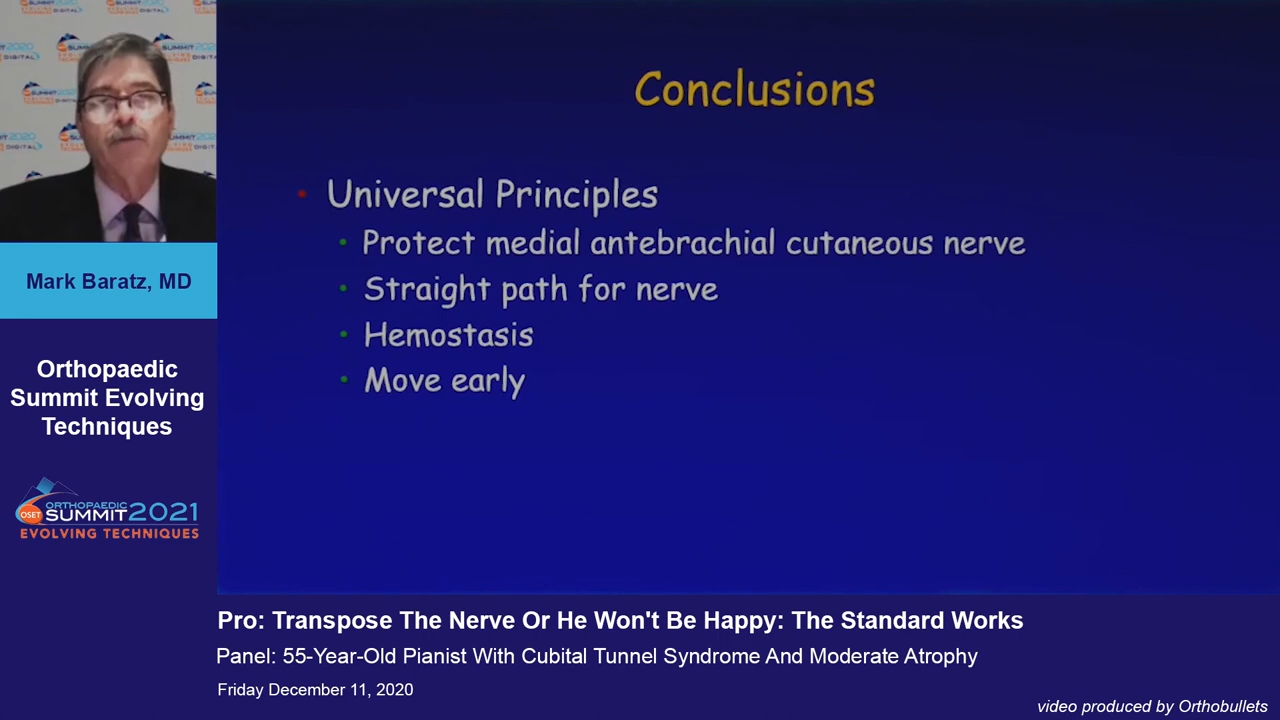 Conclusions
Universal Principles
Protect medial antebrachial cutaneous nerve
Straight path for nerve
Hemostasis
Move early
Mark Baratz, MD
Orthopaedic
Summit Evolving
Techniques
OSET
ORTHOPAEDIC
SUMMIT 2021
EVOLVING TECHNIQUES
Pro: Transpose The Nerve Or He Won't Be Happy: The Standard Works
Panel: 55-Year-Old Pianist With Cubital Tunnel Syndrome And Moderate Atrophy
Friday December 11, 2020
video produced by Orthobullets